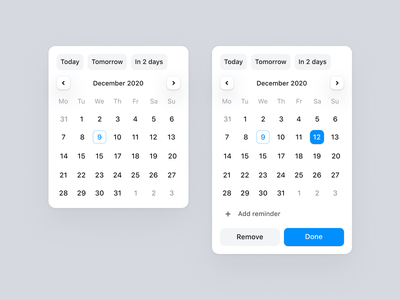 Today Tomorrow In 2 days
December 2020
Mo Tu We Th Fr Sa Su
31 1 2 3 4 5 6
7 8 9 10 11 12 13
14 15 16 17 18 19 20
21 22 23 24 25 26 27
28 29 30 31 1 2 3
Today Tomorrow In 2 days
December 2020
Mo Tu We Th Fr Sa Su
31 1 2 3 4 5 6
7 8 9 10 11 12 13
14 15 16 17 18 19 20
21 22 23 24 25 26 27
28 29 30 31 1 2 3
+ Add reminder
Remove Done